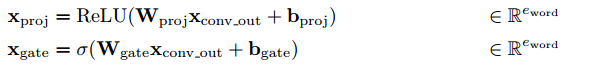 x_proj = ReLU(W_proj x_conv_out + b_proj) ∈ ℝ^{e_word}
x_gate = σ(W_gate x_conv_out + b_gate) ∈ ℝ^{e_word}